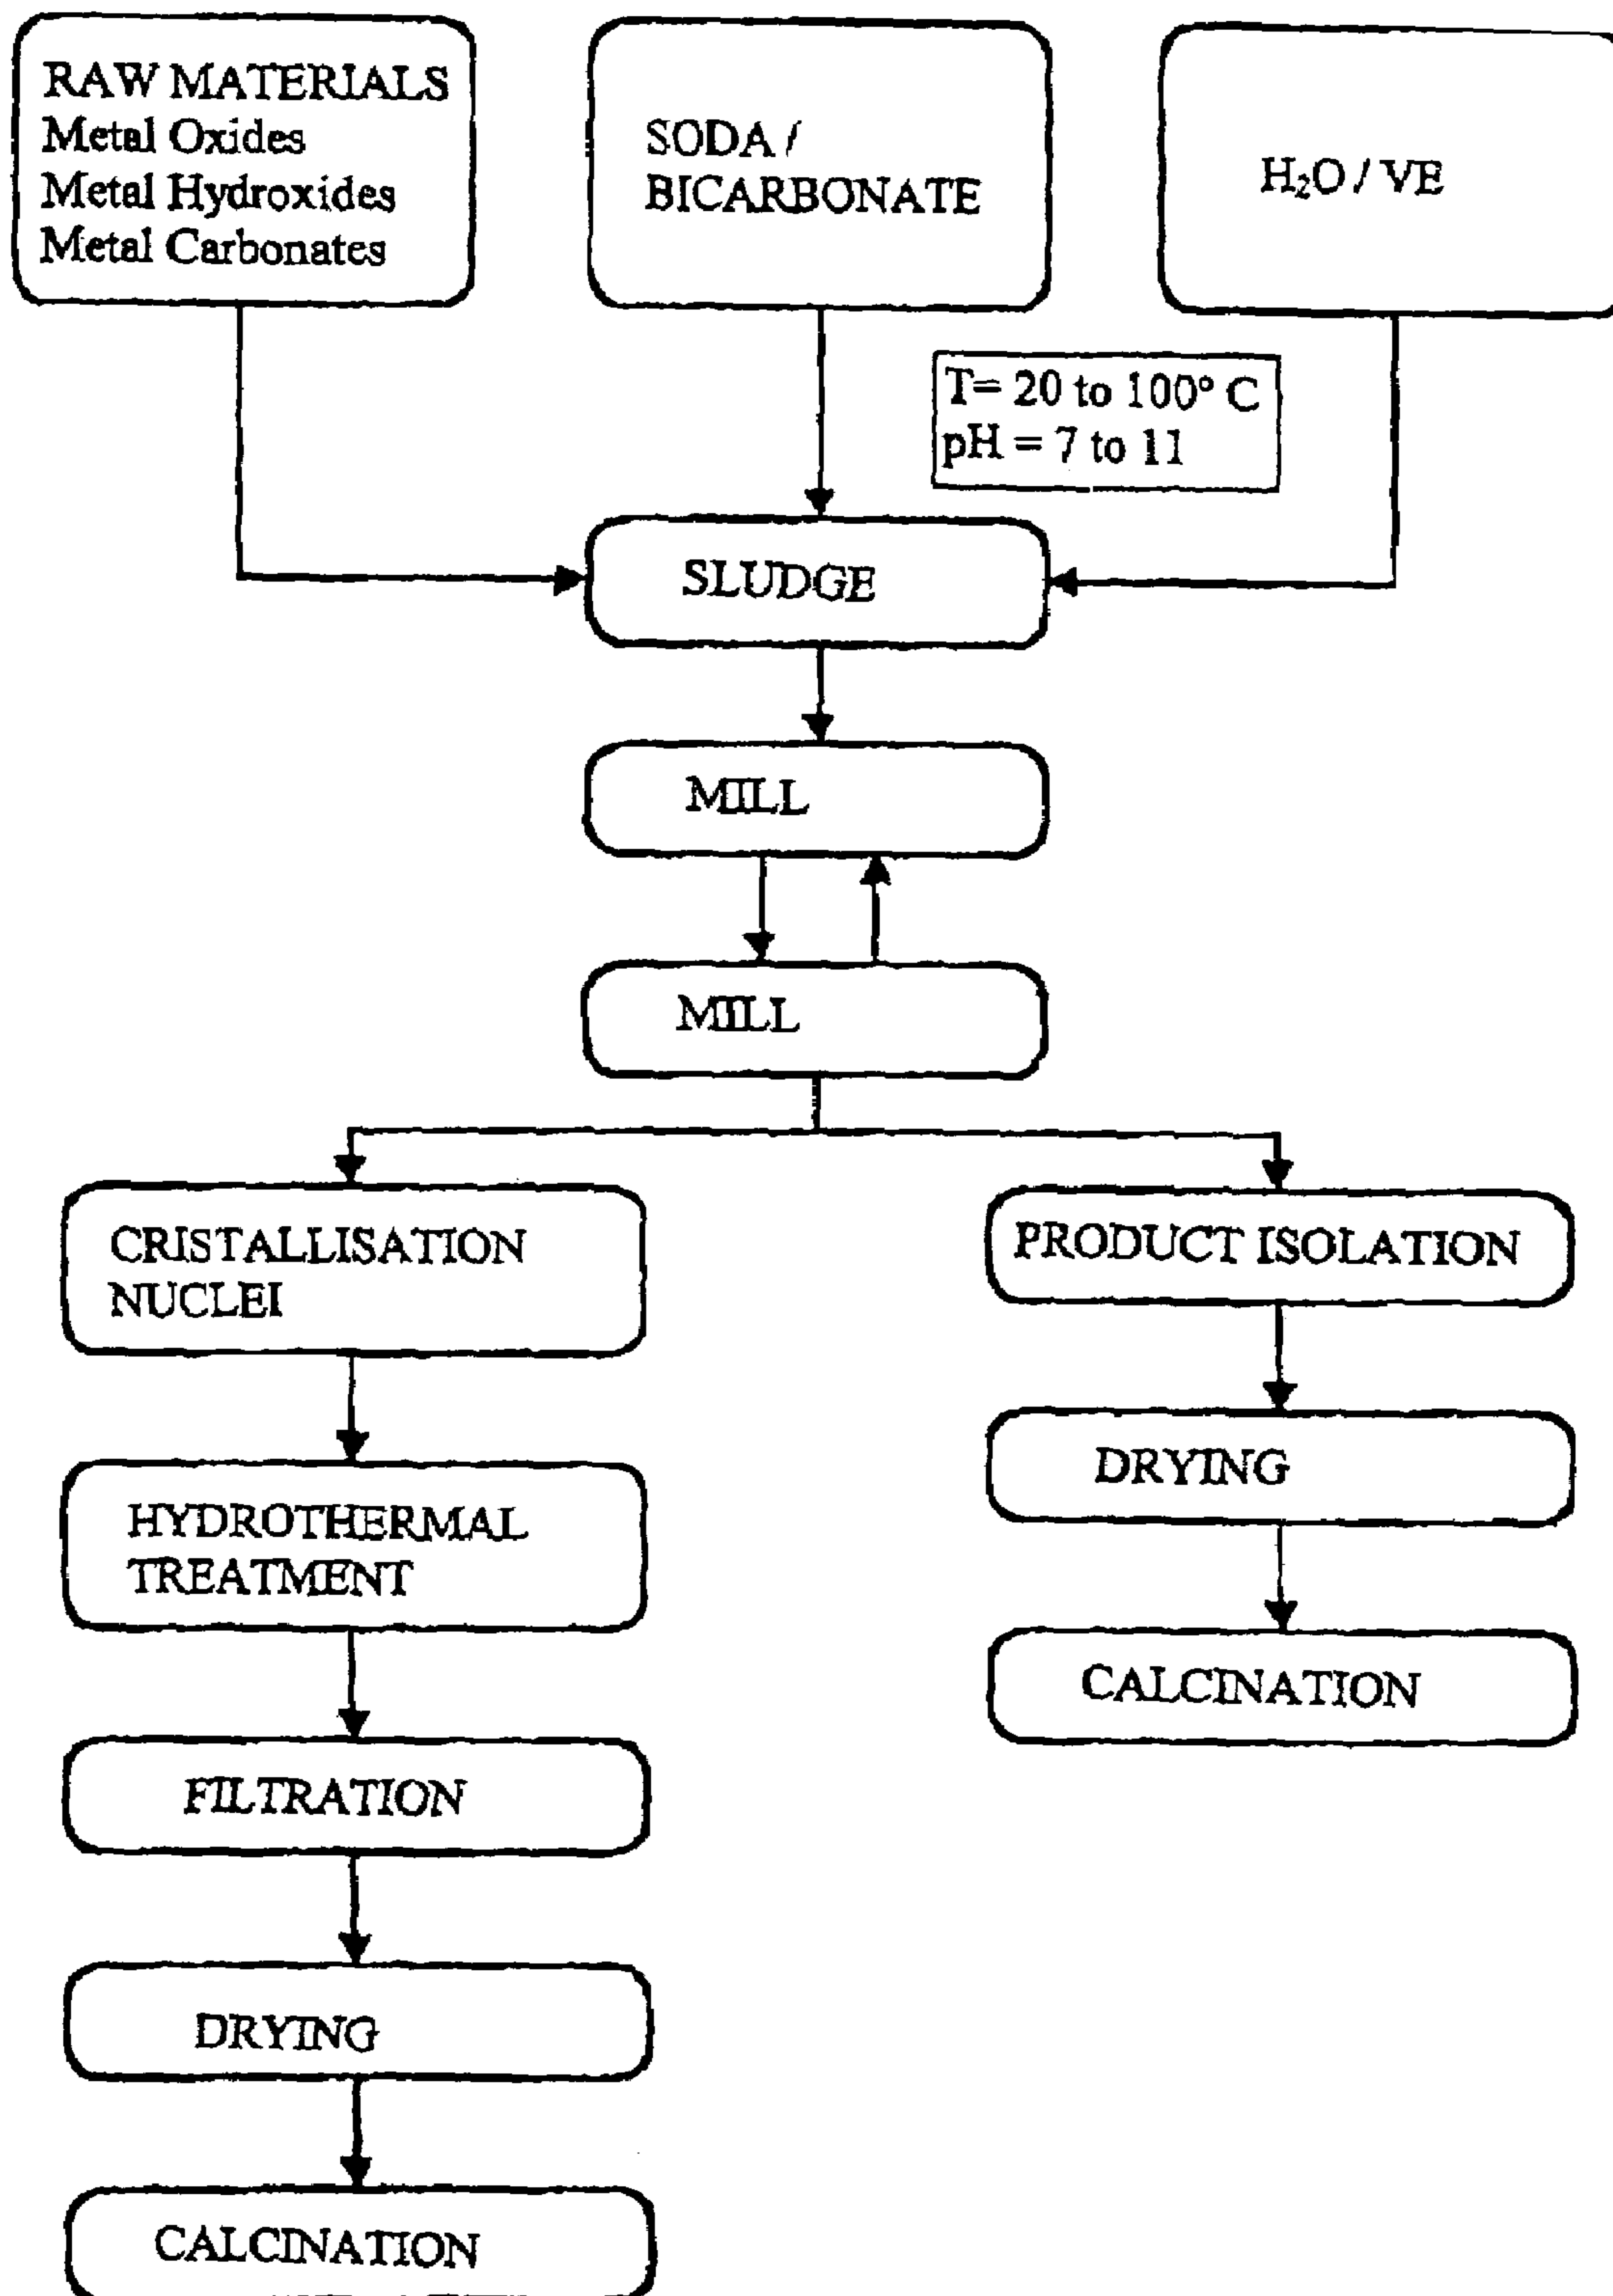 RAW MATERIALS
Metal Oxides
Metal Hydroxides
Metal Carbonates
SODA /
BICARBONATE
H₂O / VE
T= 20 to 100° C
pH = 7 to 11
SLUDGE
MILL
MILL
CRISTALLISATION
NUCLEI
PRODUCT ISOLATION
HYDROTHERMAL
TREATMENT
DRYING
CALCINATION
FILTRATION
DRYING
CALCINATION